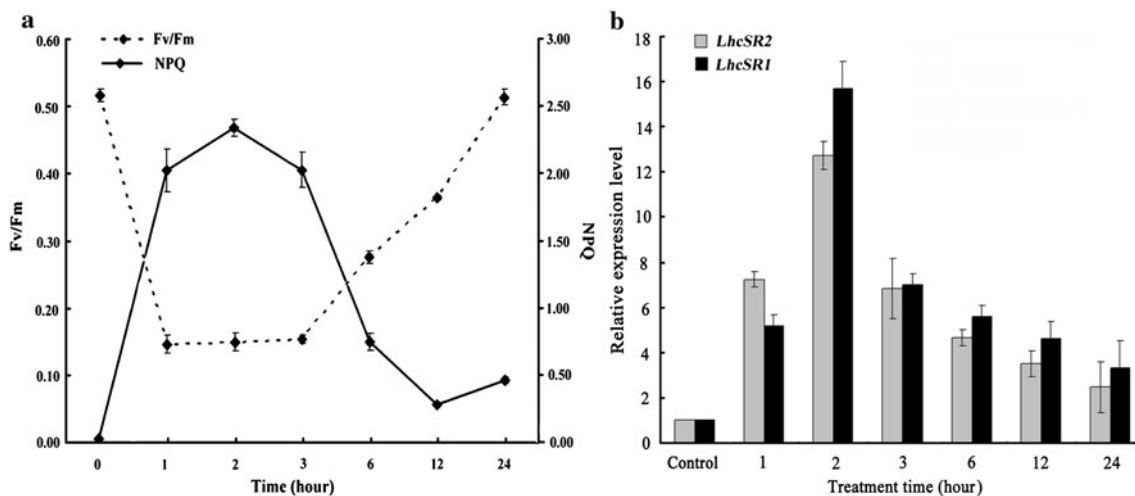 a
0.60
0.50
0.40
0.30
0.20
0.10
0.00
Fv/Fm
Fv/Fm
NPQ
3.00
2.50
2.00
1.50
1.00
0.50
0.00
NPQ
0 1 2 3 6 12 24
Time (hour)
b
18
16
14
12
10
8
6
4
2
0
Relative expression level
LhcSR2
LhcSR1
Control 1 2 3 6 12 24
Treatment time (hour)